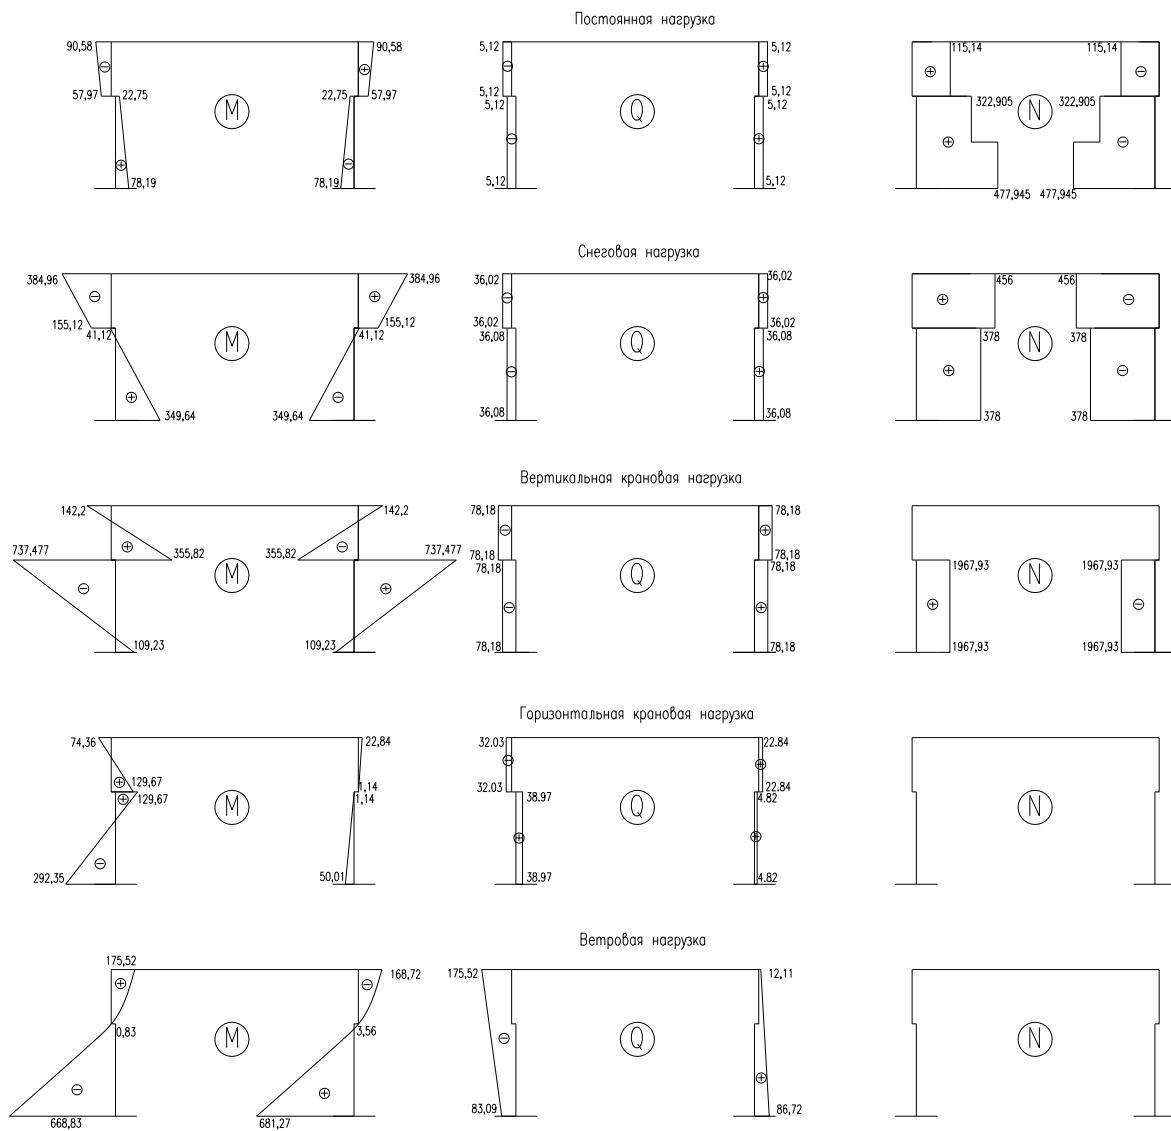 Постоянная нагрузка
90,58 90,58 5,12 5,12 115,14 115,14
57,97 22,75 22,75 57,97 5,12 5,12 322,905 322,905
5,12 5,12
M Q N
78,19 78,19 5,12 5,12 477,945 477,945
Снеговая нагрузка
384,96 384,96 36,02 36,02 456 456
155,12 155,12 36,02 36,02
41,12 41,12 36,08 36,08 378 378
M Q N
349,64 349,64 36,08 36,08 378 378
Вертикальная крановая нагрузка
142,2 142,2 78,18 78,18
737,477 355,82 355,82 737,477 78,18 78,18
78,18 78,18 1967,93 1967,93
M Q N
109,23 109,23 78,18 78,18 1967,93 1967,93
Горизонтальная крановая нагрузка
74,36 22,84 32.03 22.84
129,67 1,14 32.03 22.84
129,67 1,14 38.97 4.82
M Q N
292,35 50,01 38.97 4.82
Ветровая нагрузка
175,52 168,72 175,52 12,11
0,83 3,56
M Q N
668,83 681,27 83,09 86,72